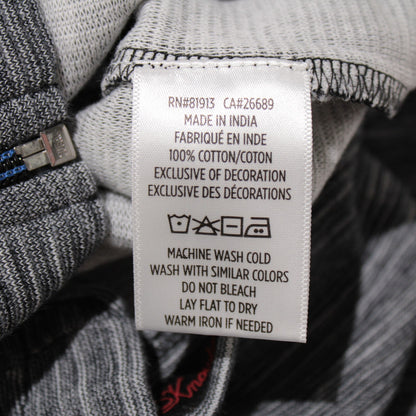 RN#81913 CA#26689
MADE IN INDIA
FABRIQUÉ EN INDE
100% COTTON/COTON
EXCLUSIVE OF DECORATION
EXCLUSIVE DES DÉCORATIONS
MACHINE WASH COLD
WASH WITH SIMILAR COLORS
DO NOT BLEACH
LAY FLAT TO DRY
WARM IRON IF NEEDED